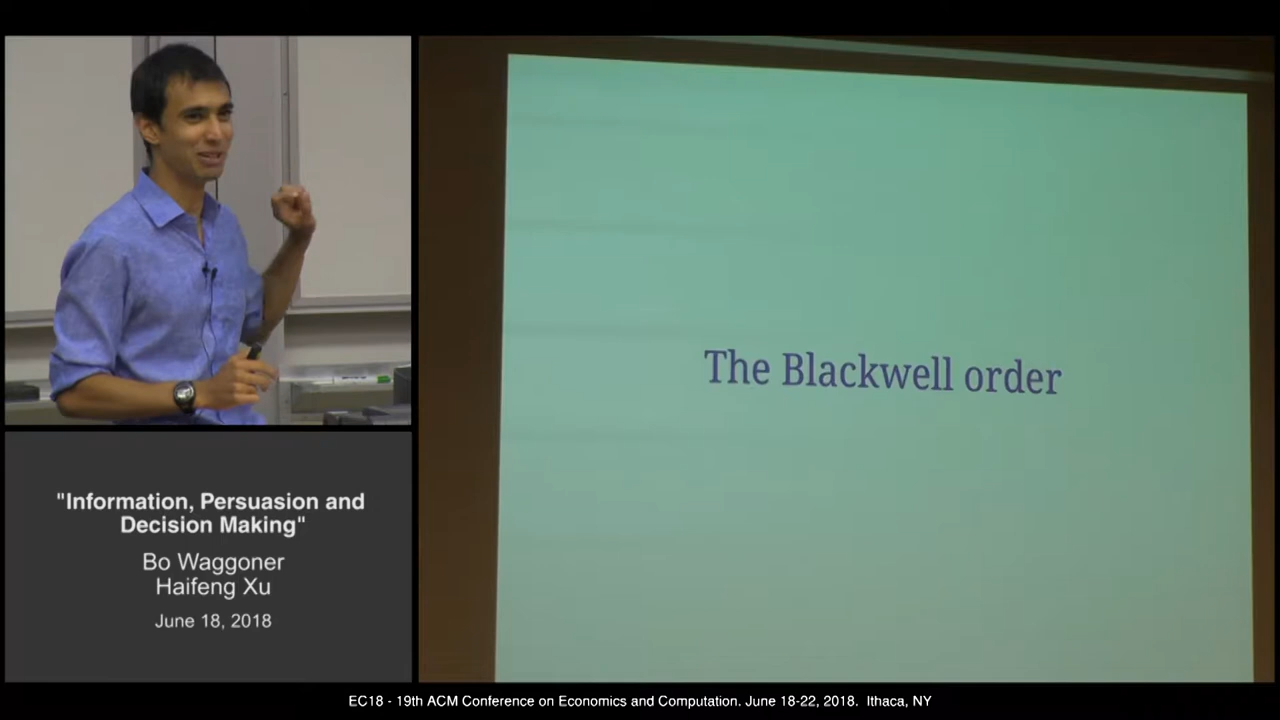 The Blackwell order
"Information, Persuasion and
Decision Making"
Bo Waggoner
Haifeng Xu
June 18, 2018
EC18 - 19th ACM Conference on Economics and Computation. June 18-22, 2018. Ithaca, NY